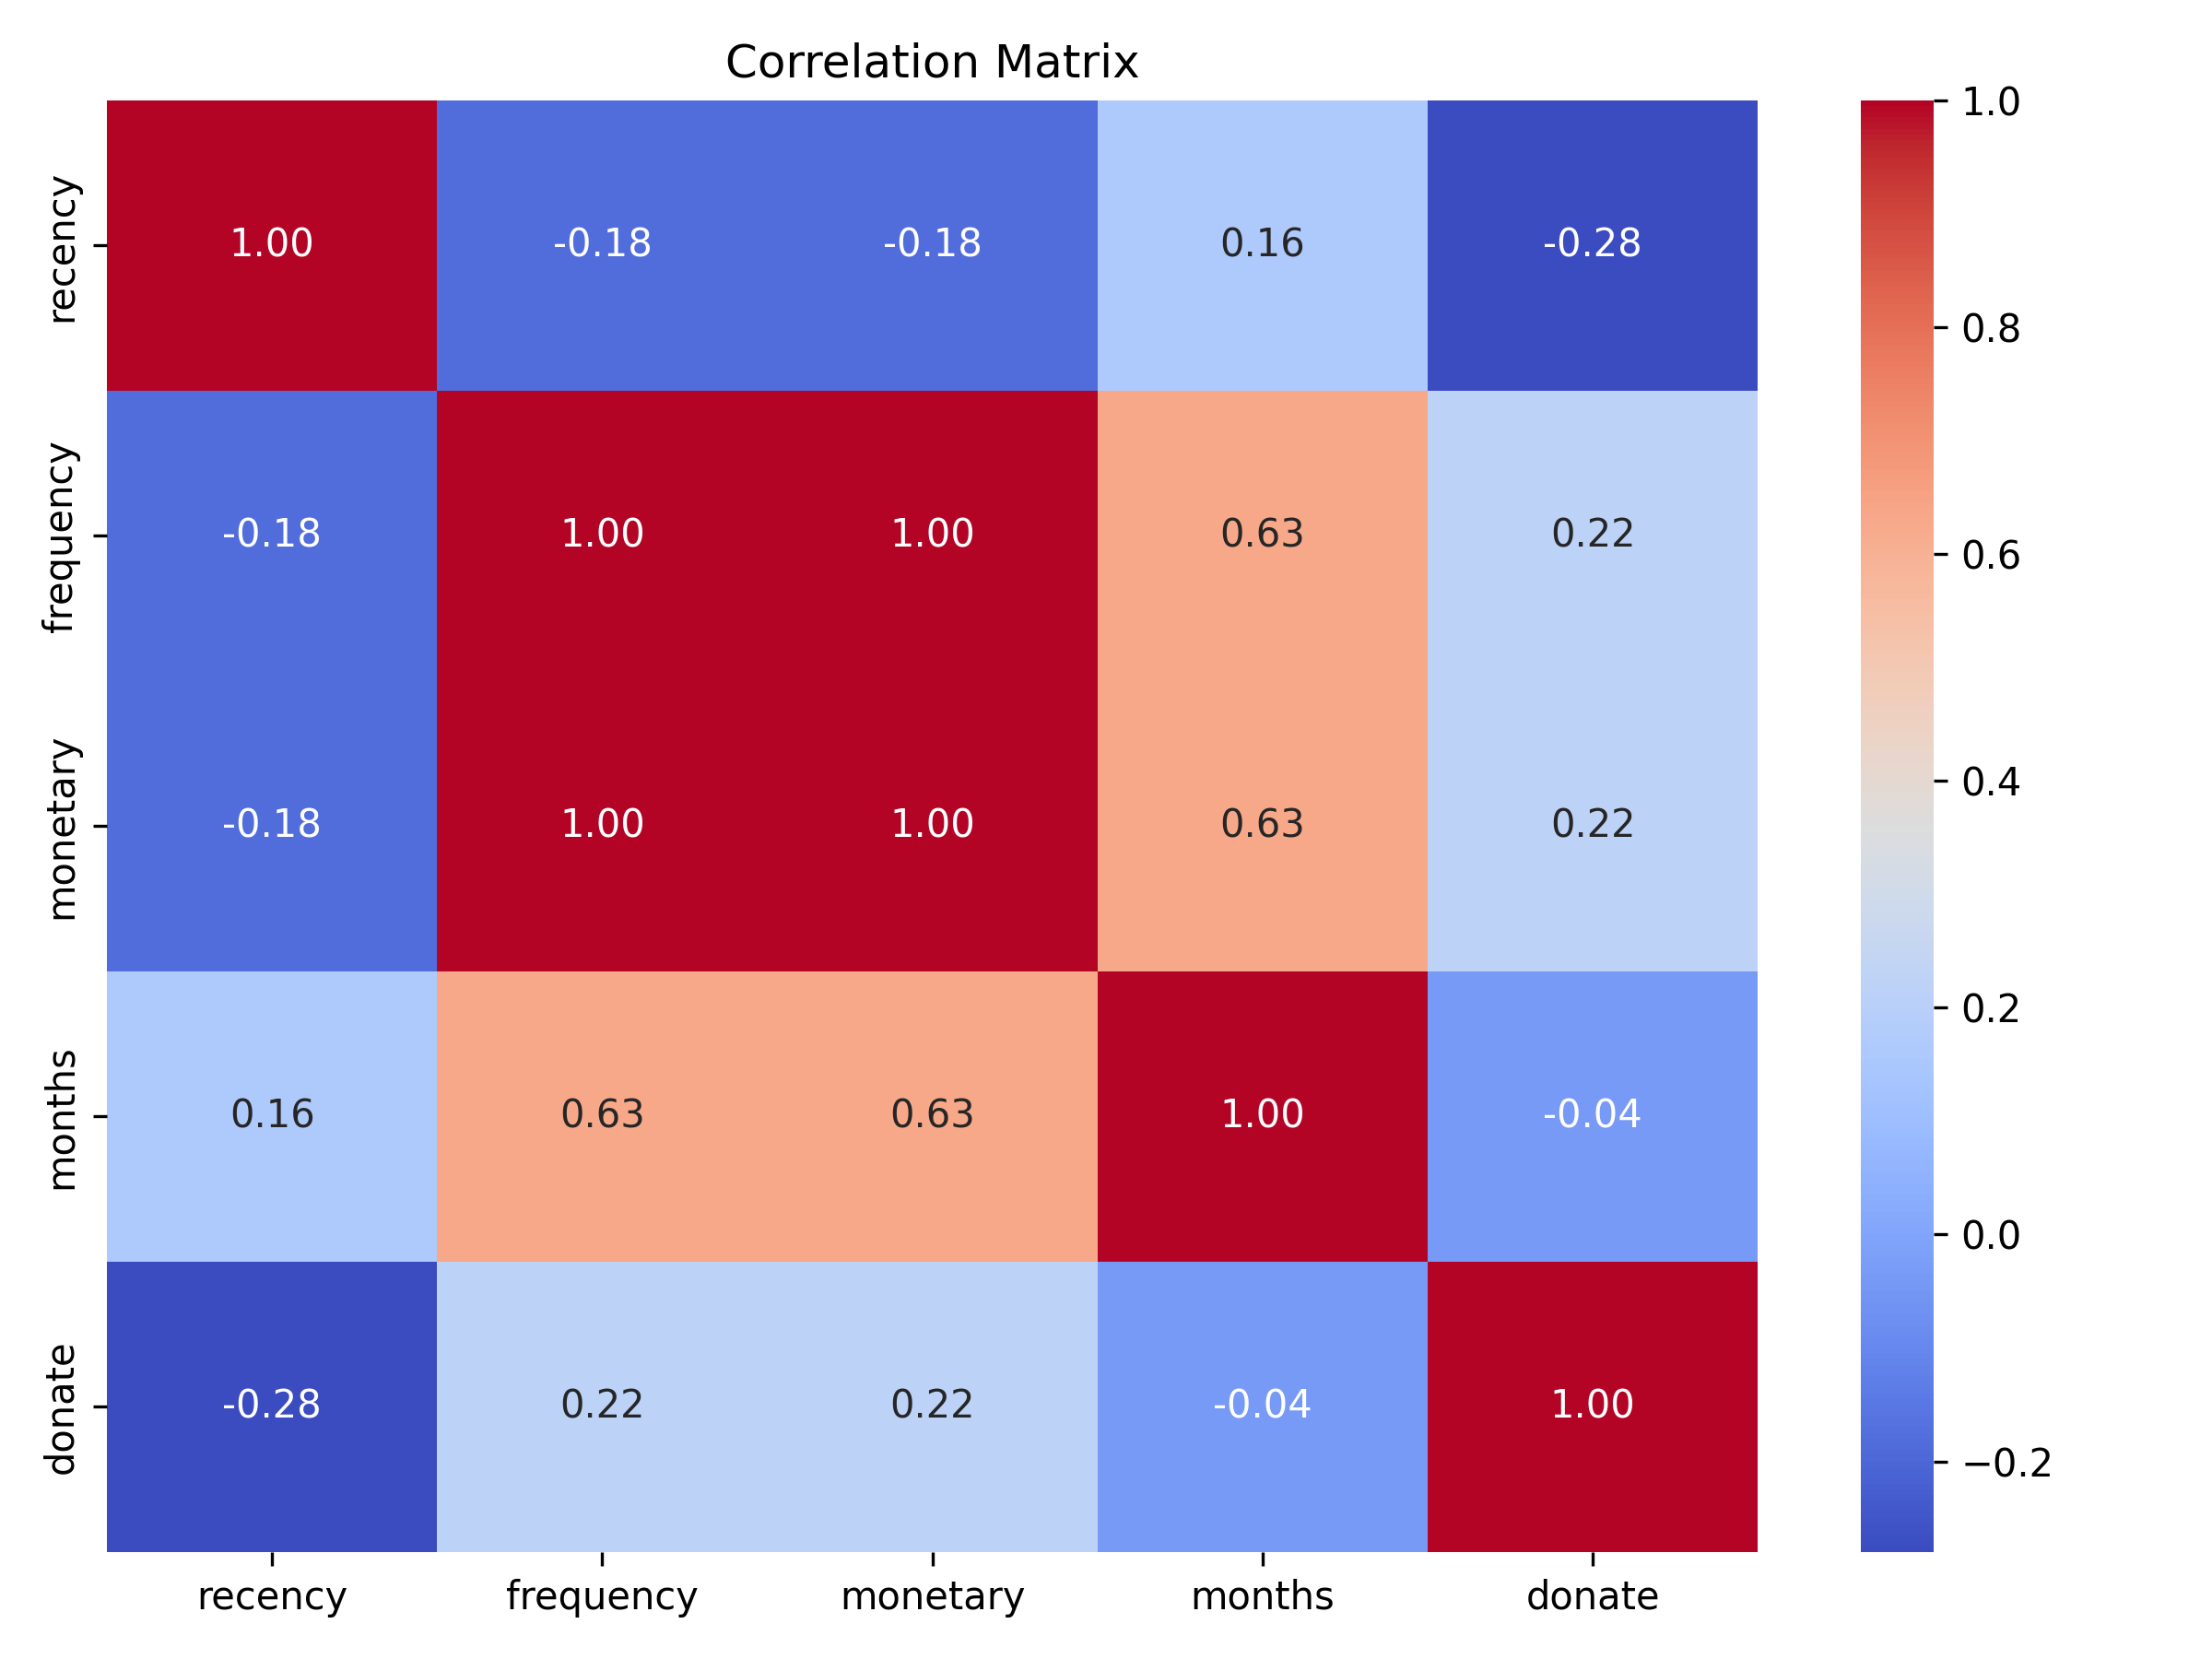 Correlation Matrix
recency 1.00 -0.18 -0.18 0.16 -0.28
frequency -0.18 1.00 1.00 0.63 0.22
monetary -0.18 1.00 1.00 0.63 0.22
months 0.16 0.63 0.63 1.00 -0.04
donate -0.28 0.22 0.22 -0.04 1.00
recency frequency monetary months donate
1.0
0.8
0.6
0.4
0.2
0.0
−0.2